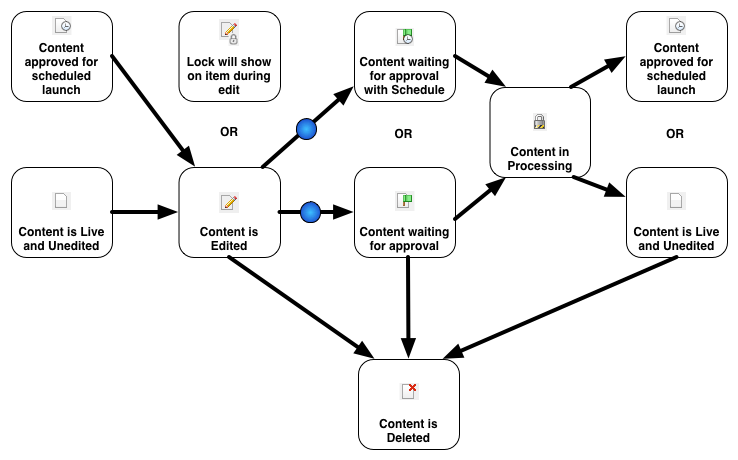 Content
approved for
scheduled
launch
Lock will show
on item during
edit
Content waiting
for approval
with Schedule
Content
approved for
scheduled
launch
OR
OR
OR
Content in
Processing
Content is Live
and Unedited
Content is
Edited
Content waiting
for approval
Content is Live
and Unedited
Content is
Deleted